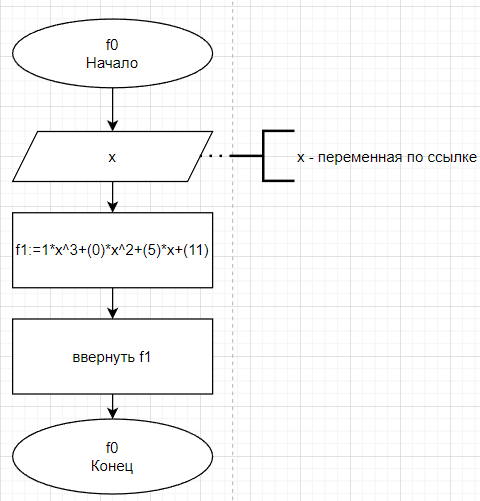 f0
Начало
x
x - переменная по ссылке
f1:=1*x^3+(0)*x^2+(5)*x+(11)
ввернуть f1
f0
Конец